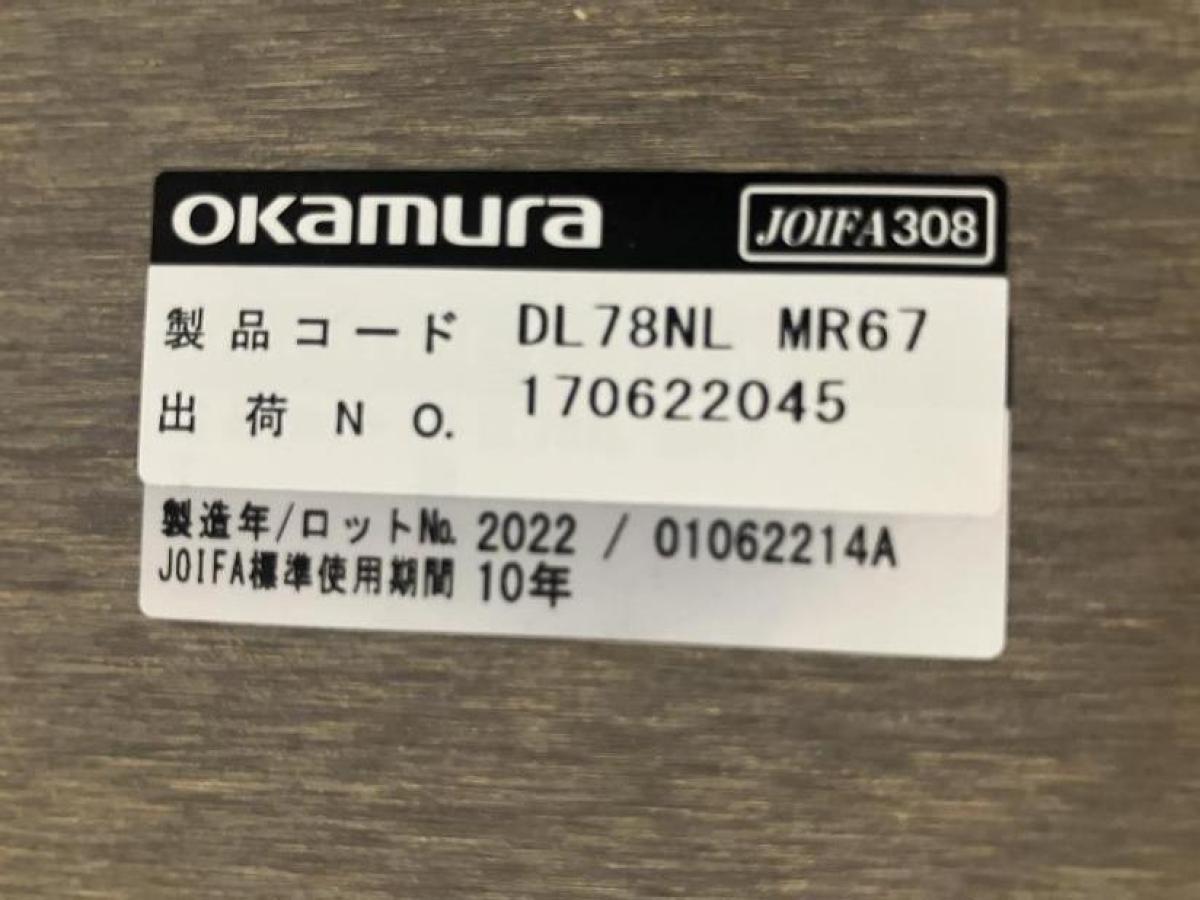 okamura JOIFA308
製品コード DL78NL MR67
出荷NO. 170622045
製造年/ロット№ 2022 / 01062214A
JOIFA標準使用期間 10年